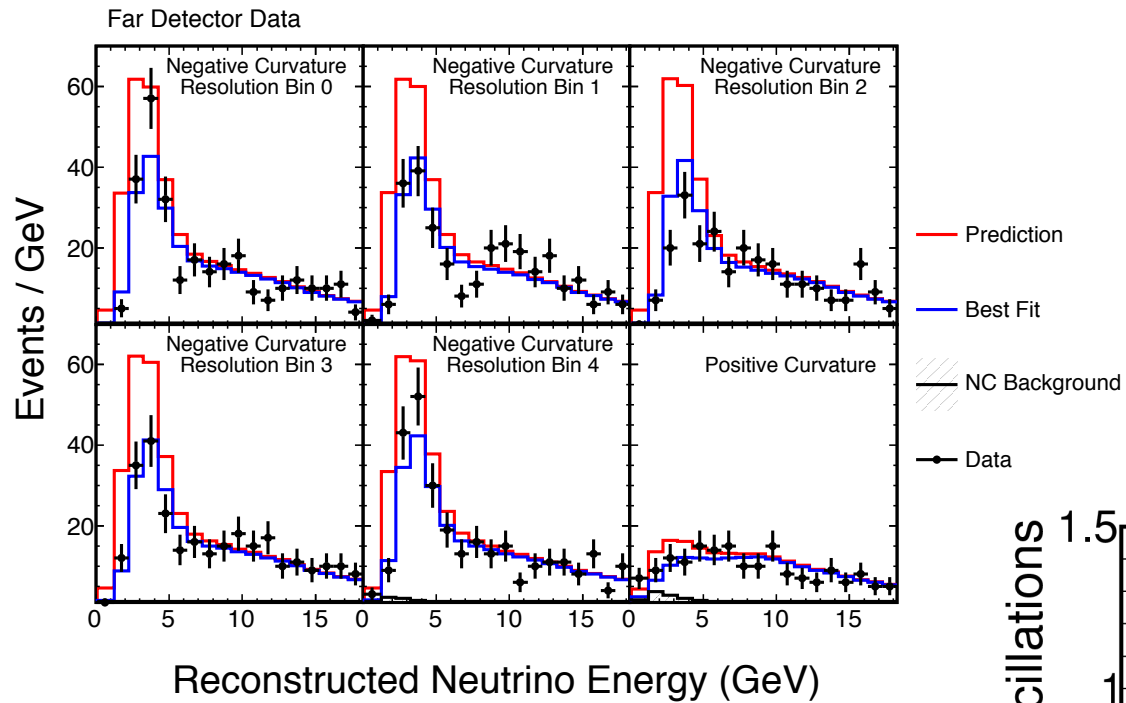 Far Detector Data
Negative Curvature
Resolution Bin 0
Negative Curvature
Resolution Bin 1
Negative Curvature
Resolution Bin 2
60
40
20
Negative Curvature
Resolution Bin 3
Negative Curvature
Resolution Bin 4
Positive Curvature
60
40
20
0 5 10 15 0 5 10 15 0 5 10 15
Events / GeV
Reconstructed Neutrino Energy (GeV)
Prediction
Best Fit
NC Background
Data
1.5
1
cillations